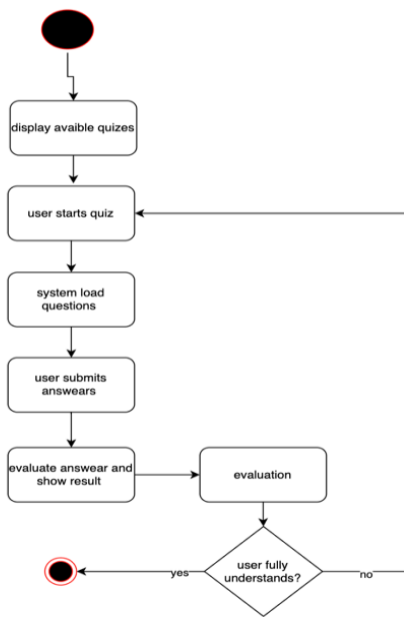 display avaible quizes
user starts quiz
system load
questions
user submits
answears
evaluate answear and
show result
evaluation
user fully
understands?
yes
no